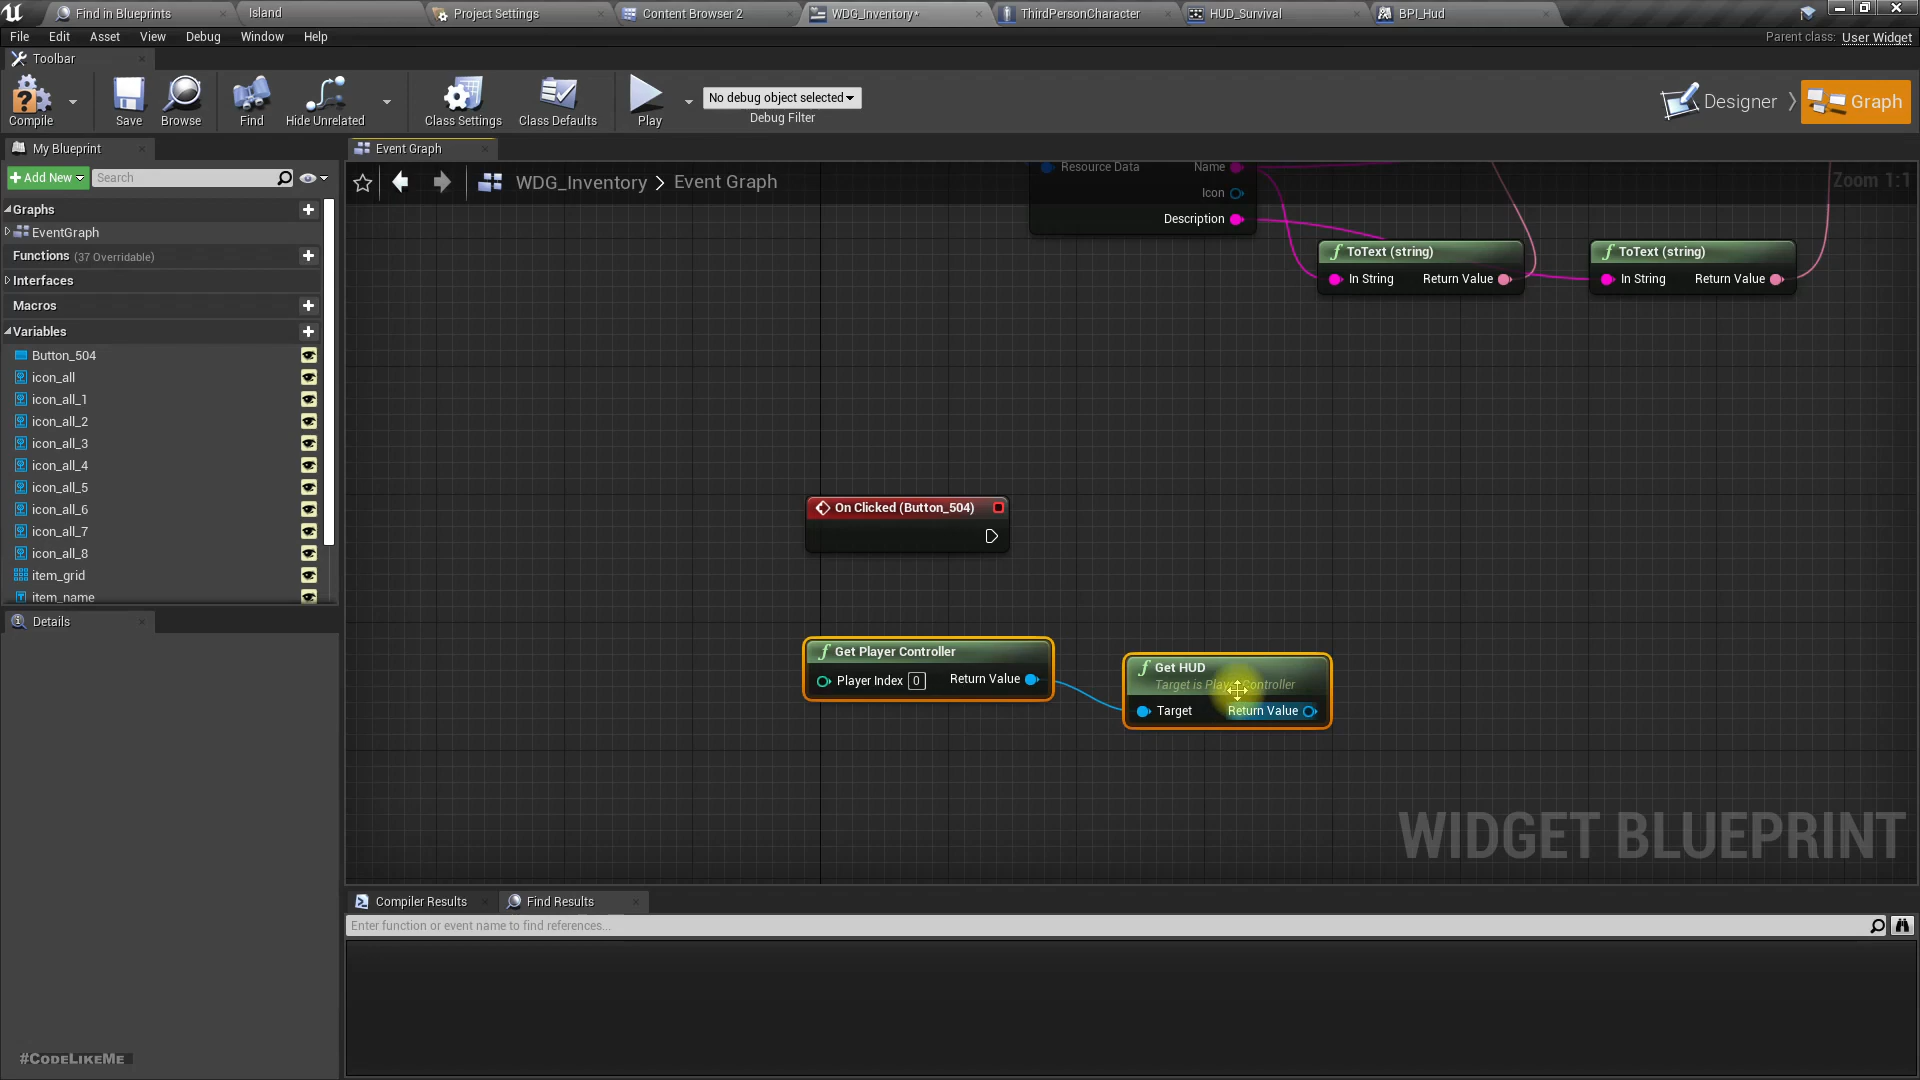 Find in Blueprints
Island
Project Settings
Content Browser 2
WDG_Inventory*
ThirdPersonCharacter
HUD_Survival
BPI_Hud
File Edit Asset View Debug Window Help
Parent class: User Widget
Toolbar
Compile
Save
Browse
Find
Hide Unrelated
Class Settings
Class Defaults
Play
No debug object selected
Debug Filter
Designer
Graph
My Blueprint
Add New
Search
Graphs
EventGraph
Functions (37 Overridable)
Interfaces
Macros
Variables
Button_504
icon_all
icon_all_1
icon_all_2
icon_all_3
icon_all_4
icon_all_5
icon_all_6
icon_all_7
icon_all_8
item_grid
item_name
Details
#CODELIKEME
Event Graph
WDG_Inventory > Event Graph
Zoom 1:1
Resource Data Name
Icon
Description
ToText (string)
In String Return Value
ToText (string)
In String Return Value
On Clicked (Button_504)
Get Player Controller
Player Index 0 Return Value
Get HUD
Target is Player Controller
Target Return Value
WIDGET BLUEPRINT
Compiler Results
Find Results
Enter function or event name to find references...